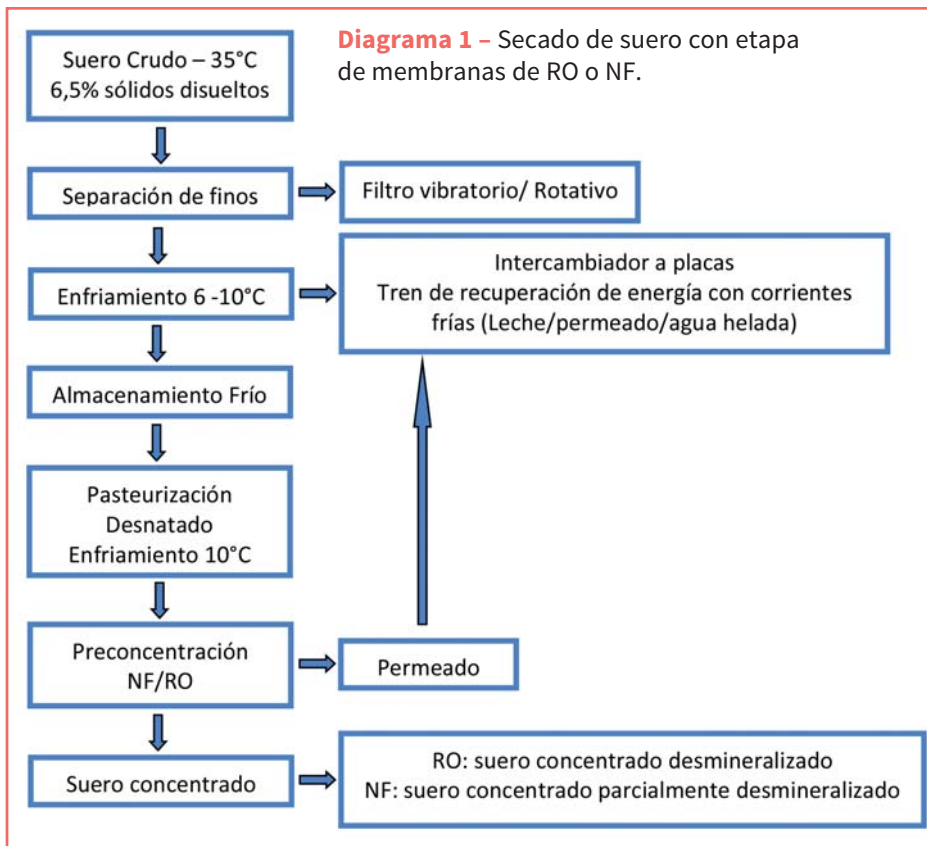 Diagrama 1 – Secado de suero con etapa
de membranas de RO o NF.
Suero Crudo – 35°C
6,5% sólidos disueltos
Separación de finos
Filtro vibratorio/ Rotativo
Enfriamiento 6 -10°C
Intercambiador a placas
Tren de recuperación de energía con corrientes
frías (Leche/permeado/agua helada)
Almacenamiento Frío
Pasteurización
Desnatado
Enfriamiento 10°C
Preconcentración
NF/RO
Permeado
Suero concentrado
RO: suero concentrado desmineralizado
NF: suero concentrado parcialmente desmineralizado